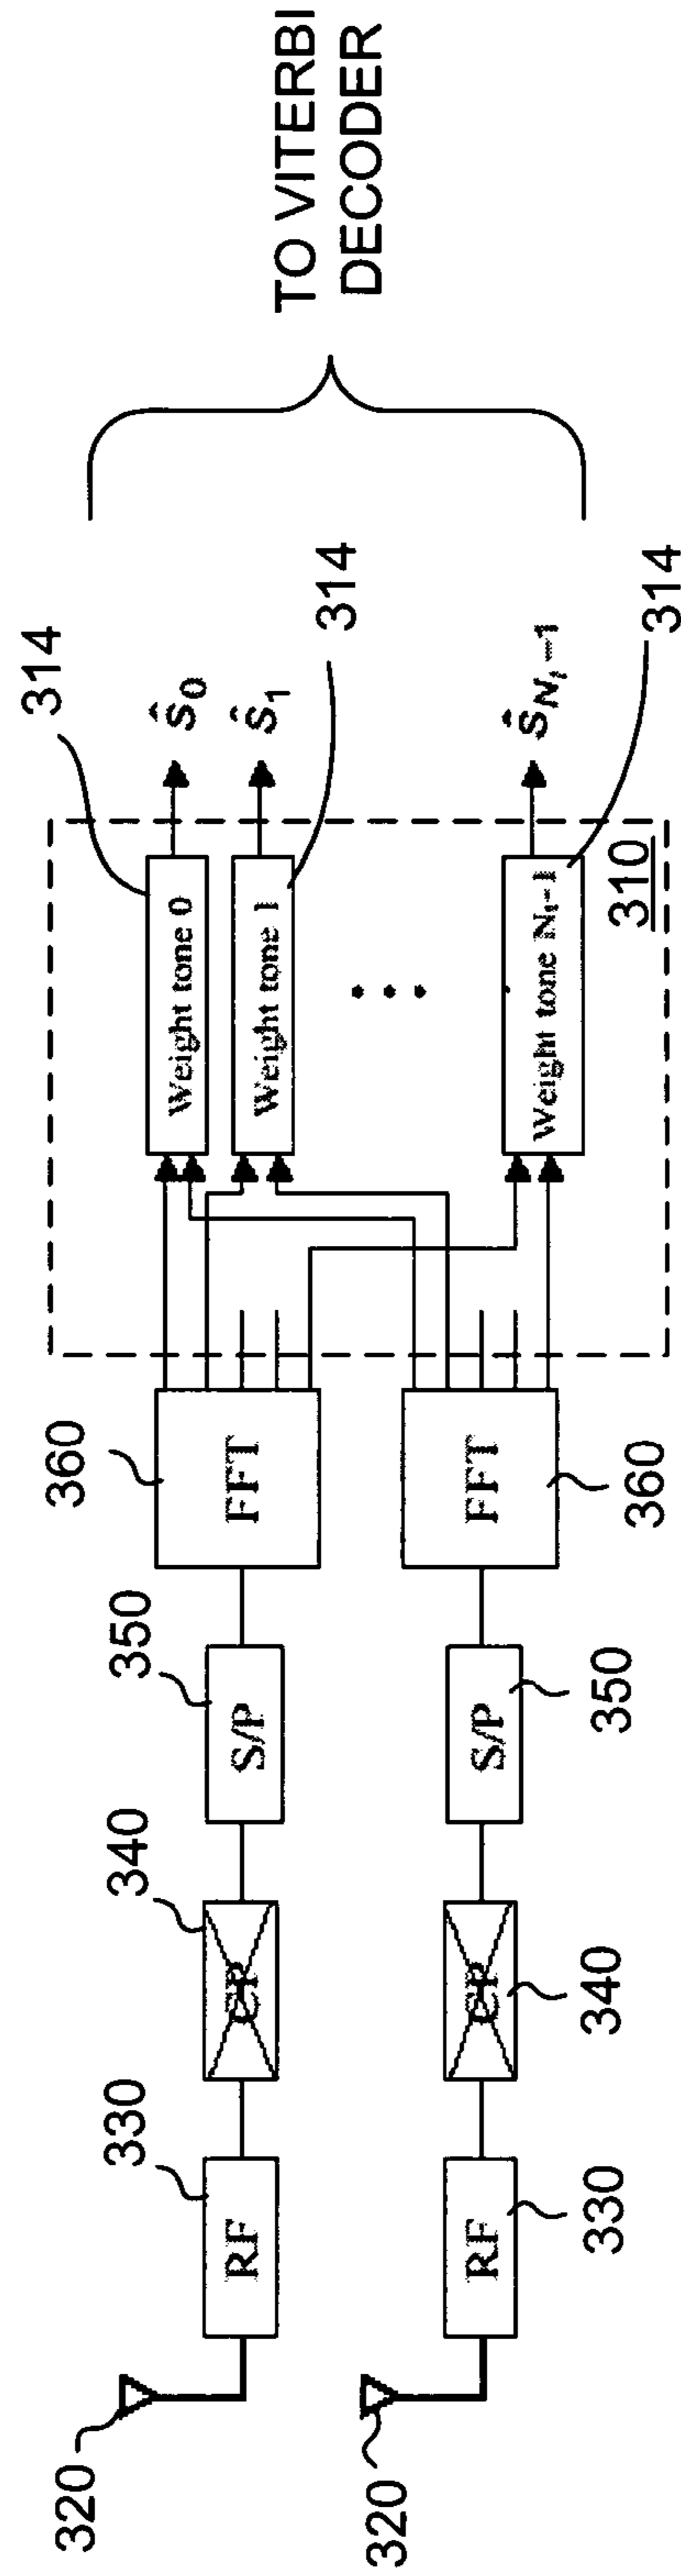 320
330
RF
340
CP
350
S/P
360
FFT
314
Weight tone 0
ŝ0
Weight tone 1
ŝ1
314
Weight tone Nt-1
ŝNt-1
314
310
320
RF
330
CP
340
S/P
350
FFT
360
TO VITERBI
DECODER